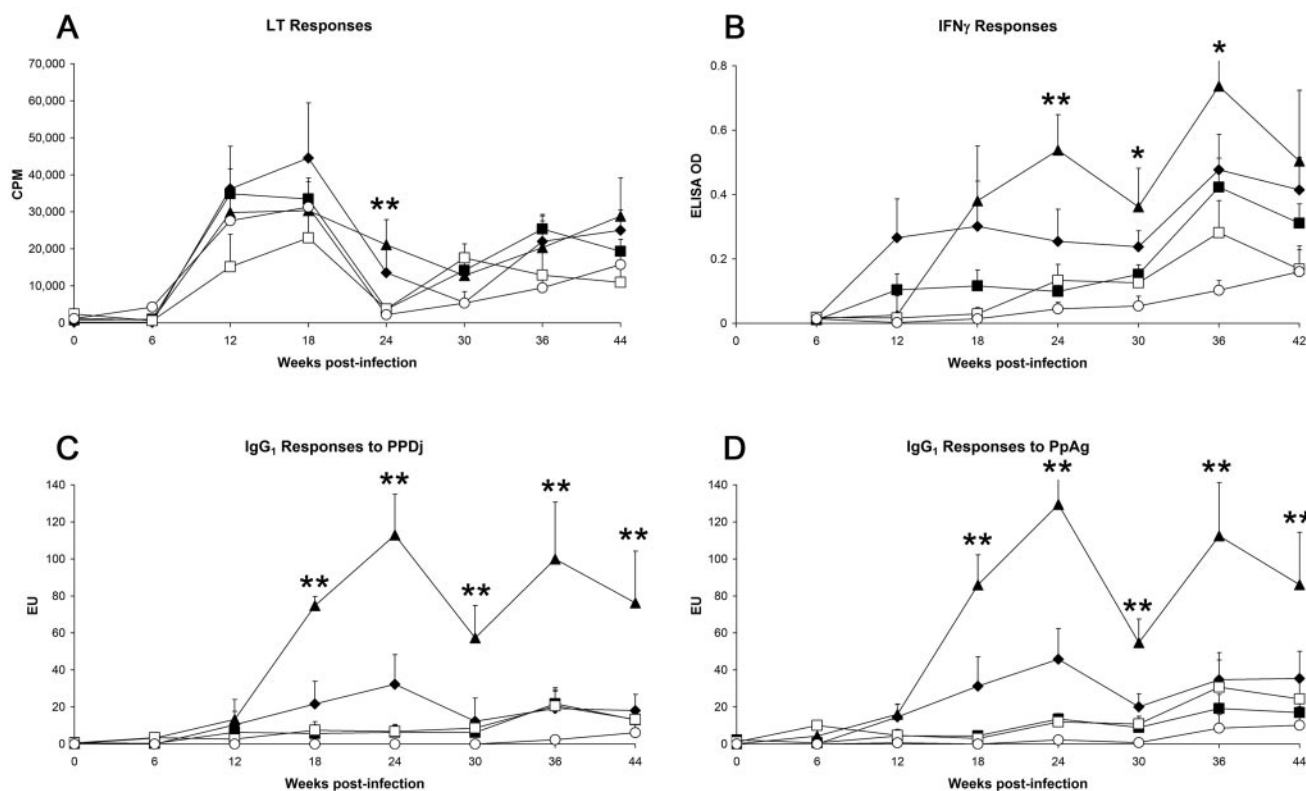 A
LT Responses
70,000
60,000
50,000
40,000
30,000
20,000
10,000
0
CPM
**
0 6 12 18 24 30 36 44
Weeks post-infection
B
IFNγ Responses
0.8
0.6
0.4
0.2
0
ELISA OD
** * *
6 12 18 24 30 36 42
Weeks post-infection
C
IgG₁ Responses to PPDj
140
120
100
80
60
40
20
0
EU
** ** ** ** **
0 6 12 18 24 30 36 44
Weeks post-infection
D
IgG₁ Responses to PpAg
140
120
100
80
60
40
20
0
EU
** ** ** ** **
0 6 12 18 24 30 36 44
Weeks post-infection